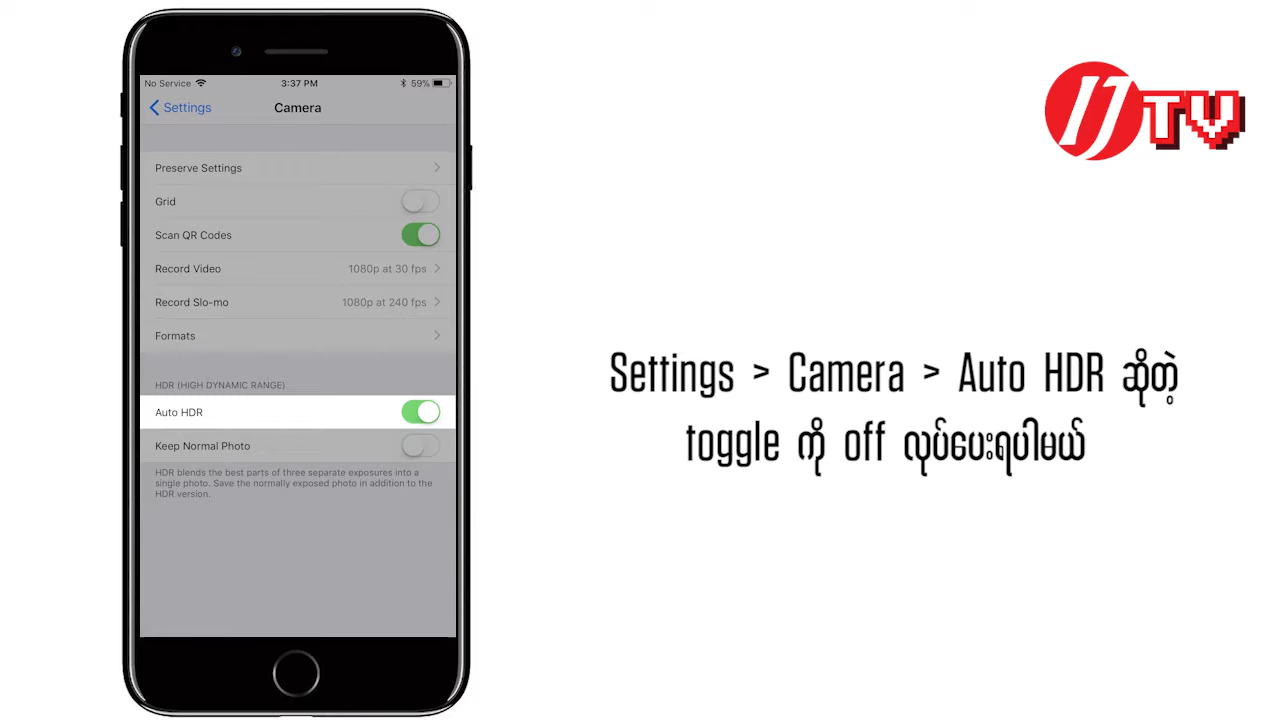 No Service
3:37 PM
59%
Settings
Camera
Preserve Settings
Grid
Scan QR Codes
Record Video 1080p at 30 fps
Record Slo-mo 1080p at 240 fps
Formats
HDR (HIGH DYNAMIC RANGE)
Auto HDR
Keep Normal Photo
HDR blends the best parts of three separate exposures into a
single photo. Save the normally exposed photo in addition to the
HDR version.
JJ TV
Settings > Camera > Auto HDR ဆိုတဲ့
toggle ကို off လုပ်ပေးရပါမယ်